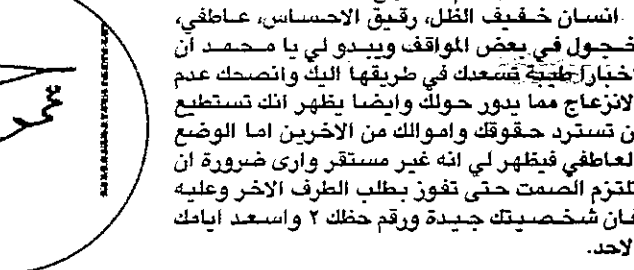 انسان خفيف الظل، رقيق الاحساس، عاطفي،
خجول في بعض المواقف ويبدو لي يا محمد ان
اخبارا طيبة تسعدك في طريقها اليك وانصحك عدم
الانزعاج مما يدور حولك وايضا يظهر انك تستطيع
ان تسترد حقوقك واموالك من الاخرين اما الوضع
العاطفي فيظهر لي انه غير مستقر وارى ضرورة ان
تلتزم الصمت حتى تفوز بطلب الطرف الاخر وعليه
فان شخصيتك جيدة ورقم حظك ٢ واسعد ايامك
الاحد.